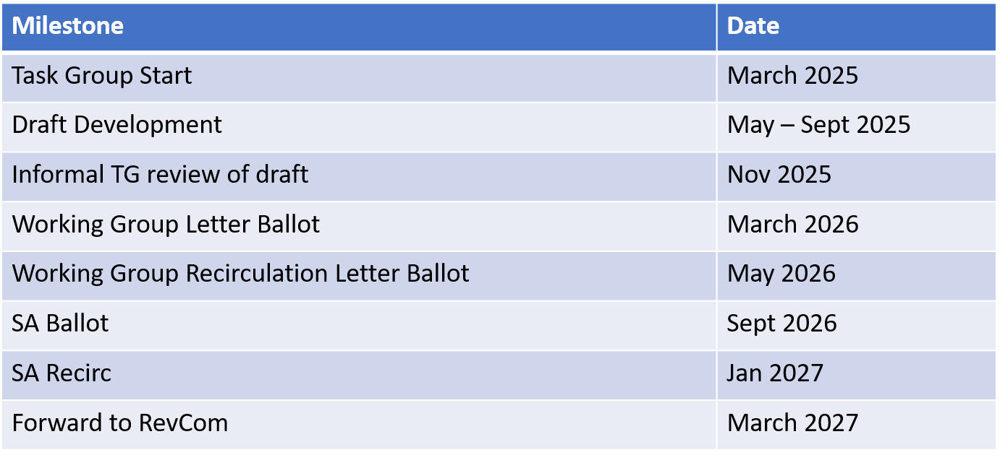 Milestone Date
Task Group Start March 2025
Draft Development May – Sept 2025
Informal TG review of draft Nov 2025
Working Group Letter Ballot March 2026
Working Group Recirculation Letter Ballot May 2026
SA Ballot Sept 2026
SA Recirc Jan 2027
Forward to RevCom March 2027